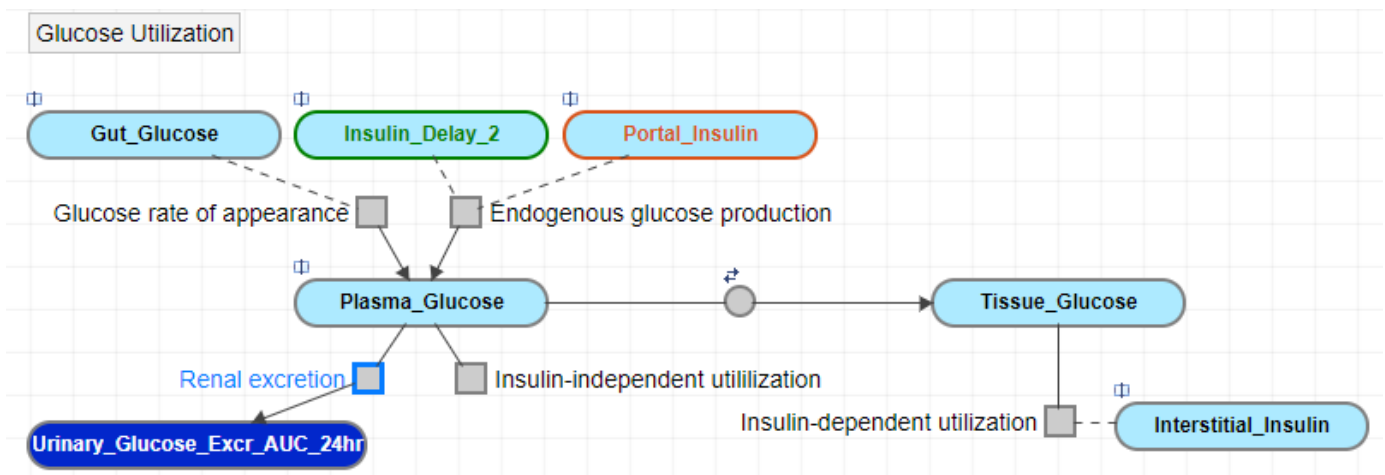 Glucose Utilization
Gut_Glucose
Insulin_Delay_2
Portal_Insulin
Glucose rate of appearance
Endogenous glucose production
Plasma_Glucose
Tissue_Glucose
Renal excretion
Insulin-independent utililization
Insulin-dependent utilization
Interstitial_Insulin
Urinary_Glucose_Excr_AUC_24hr